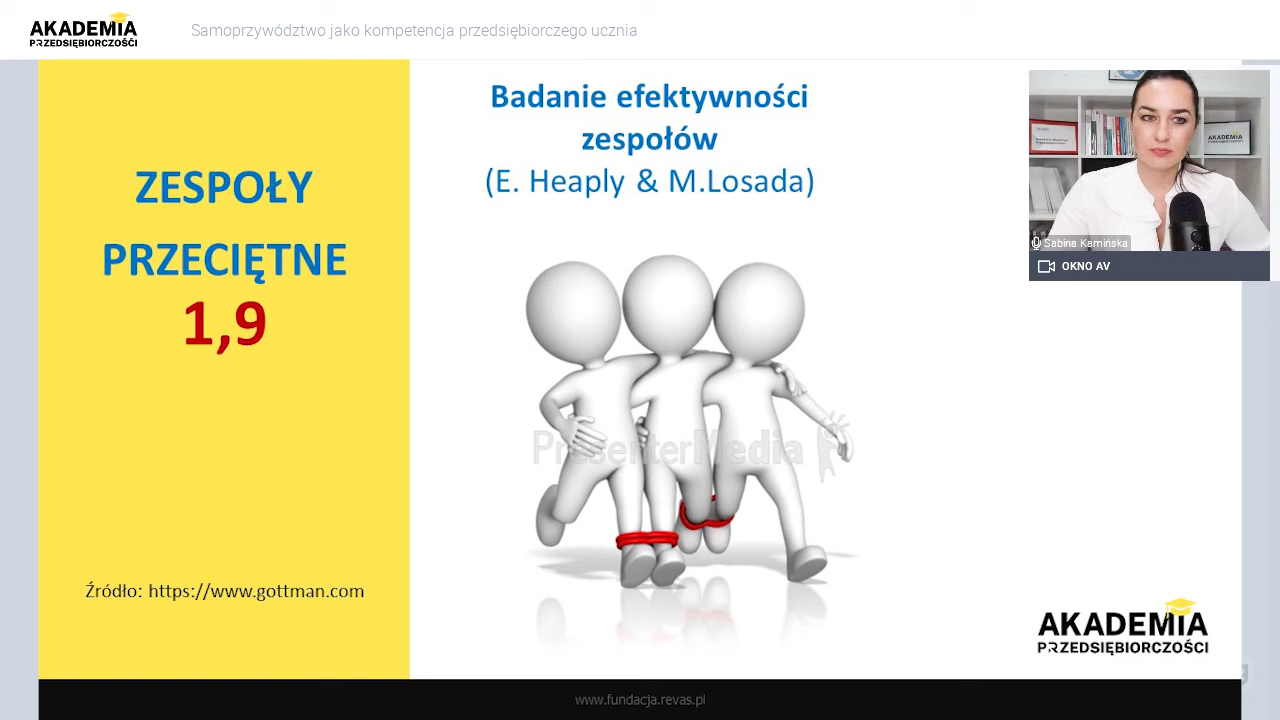 AKADEMIA
PRZEDSIĘBIORCZOŚCI
Samoprzywództwo jako kompetencja przedsiębiorczego ucznia
ZESPOŁY
PRZECIĘTNE
1,9
Źródło: https://www.gottman.com
Badanie efektywności
zespołów
(E. Heaply & M.Losada)
PresenterMedia
AKADEMIA
Sabina Kamińska
OKNO AV
AKADEMIA
PRZEDSIĘBIORCZOŚCI
www.fundacja.revas.pl